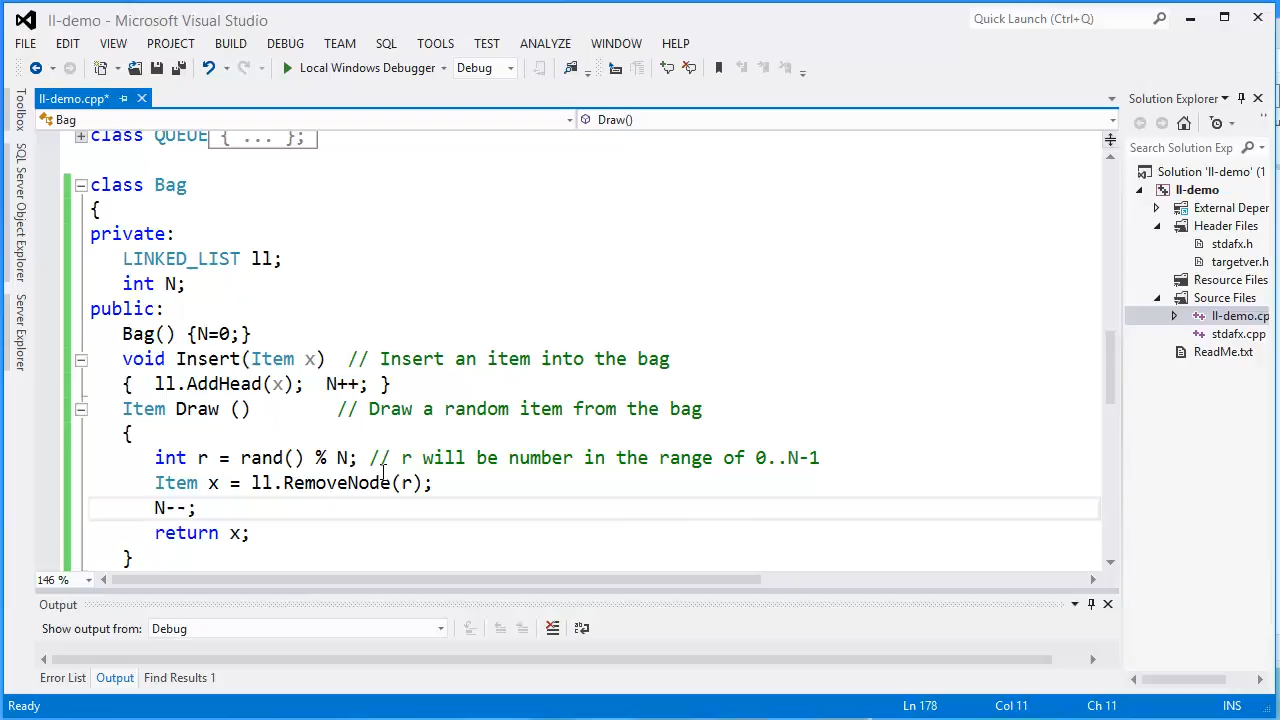 ll-demo - Microsoft Visual Studio
Quick Launch (Ctrl+Q)
FILE EDIT VIEW PROJECT BUILD DEBUG TEAM SQL TOOLS TEST ANALYZE WINDOW HELP
Local Windows Debugger Debug
Toolbox
SQL Server Object Explorer
Server Explorer
ll-demo.cpp*
Bag Draw()
class QUEUE { ... };
class Bag
{
private:
LINKED_LIST ll;
int N;
public:
Bag() {N=0;}
void Insert(Item x) // Insert an item into the bag
{ ll.AddHead(x); N++; }
Item Draw () // Draw a random item from the bag
{
int r = rand() % N; // r will be number in the range of 0..N-1
Item x = ll.RemoveNode(r);
N--;
return x;
}
146 %
Solution Explorer
Search Solution Exp
Solution 'll-demo' (1
ll-demo
External Deper
Header Files
stdafx.h
targetver.h
Resource Files
Source Files
ll-demo.cp
stdafx.cpp
ReadMe.txt
Output
Show output from: Debug
Error List Output Find Results 1
Ready Ln 178 Col 11 Ch 11 INS